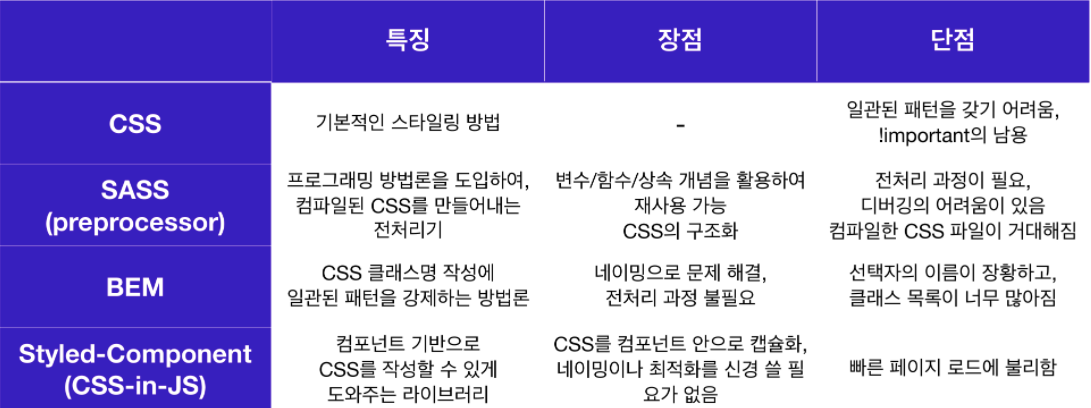 특징
장점
단점
CSS
기본적인 스타일링 방법
-
일관된 패턴을 갖기 어려움,
!important의 남용
SASS
(preprocessor)
프로그래밍 방법론을 도입하여,
컴파일된 CSS를 만들어내는
전처리기
변수/함수/상속 개념을 활용하여
재사용 가능
CSS의 구조화
전처리 과정이 필요,
디버깅의 어려움이 있음
컴파일한 CSS 파일이 거대해짐
BEM
CSS 클래스명 작성에
일관된 패턴을 강제하는 방법론
네이밍으로 문제 해결,
전처리 과정 불필요
선택자의 이름이 장황하고,
클래스 목록이 너무 많아짐
Styled-Component
(CSS-in-JS)
컴포넌트 기반으로
CSS를 작성할 수 있게
도와주는 라이브러리
CSS를 컴포넌트 안으로 캡슐화,
네이밍이나 최적화를 신경 쓸 필
요가 없음
빠른 페이지 로드에 불리함